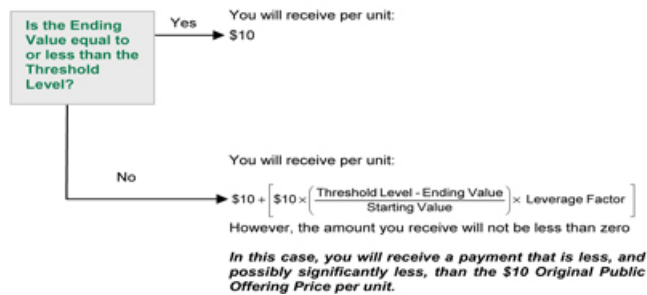 Is the Ending
Value equal to
or less than the
Threshold
Level?
Yes
You will receive per unit:
$10
No
You will receive per unit:
$10 + [ $10 × ( Threshold Level - Ending Value / Starting Value ) × Leverage Factor ]
However, the amount you receive will not be less than zero
In this case, you will receive a payment that is less, and
possibly significantly less, than the $10 Original Public
Offering Price per unit.